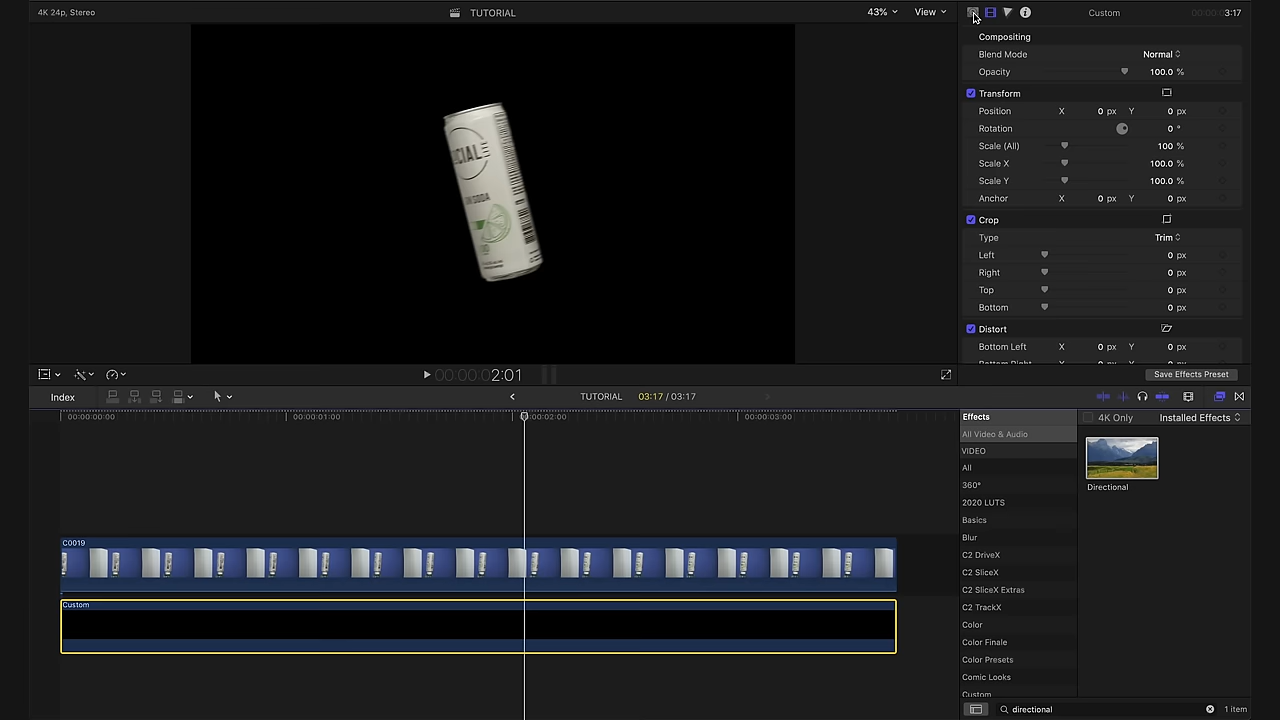 4K 24p, Stereo
TUTORIAL
43%
View
Custom
00:00:03:17
Compositing
Blend Mode Normal
Opacity 100.0 %
Transform
Position X 0 px Y 0 px
Rotation 0 °
Scale (All) 100 %
Scale X 100.0 %
Scale Y 100.0 %
Anchor X 0 px Y 0 px
Crop
Type Trim
Left 0 px
Right 0 px
Top 0 px
Bottom 0 px
Distort
Bottom Left X 0 px Y 0 px
Bottom Right
CIAL
SODA
00:00:00:02:01
Save Effects Preset
Index
TUTORIAL
03:17 / 03:17
00:00:00:00
00:00:01:00
00:00:02:00
00:00:03:00
C0019
Custom
Effects
4K Only
Installed Effects
All Video & Audio
VIDEO
All
360°
2020 LUTS
Basics
Blur
C2 DriveX
C2 SliceX
C2 SliceX Extras
C2 TrackX
Color
Color Finale
Color Presets
Comic Looks
Custom
Directional
directional
1 item